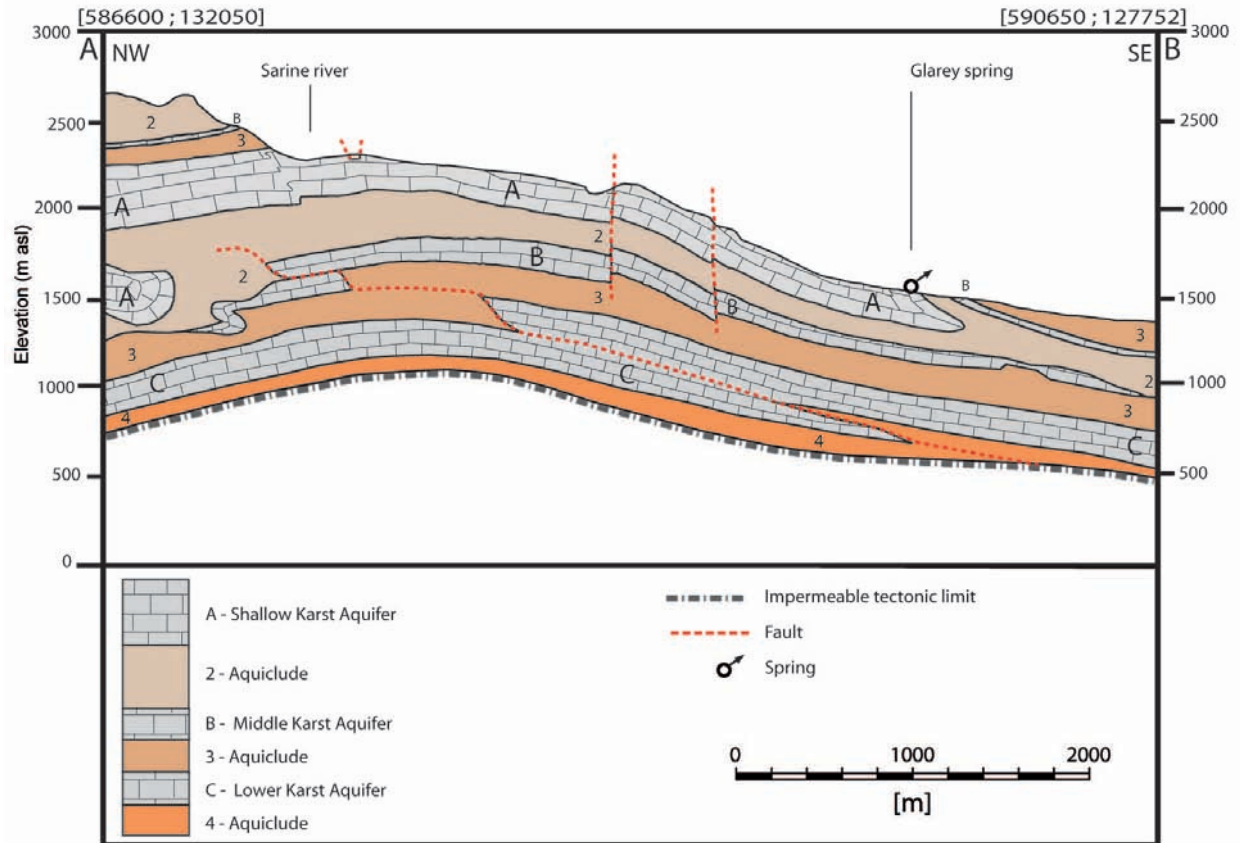 [586600 ; 132050]
[590650 ; 127752]
3000
A NW
SE B
3000
Sarine river
Glarey spring
2500
2
B
3
2500
A
A
2000
2
2000
B
A
2
A
B
1500
3
A
B
1500
3
3
C
C
2
1000
1000
3
4
4
C
500
500
0
Elevation (m asl)
A - Shallow Karst Aquifer
2 - Aquiclude
B - Middle Karst Aquifer
3 - Aquiclude
C - Lower Karst Aquifer
4 - Aquiclude
Impermeable tectonic limit
Fault
Spring
0 1000 2000
[m]